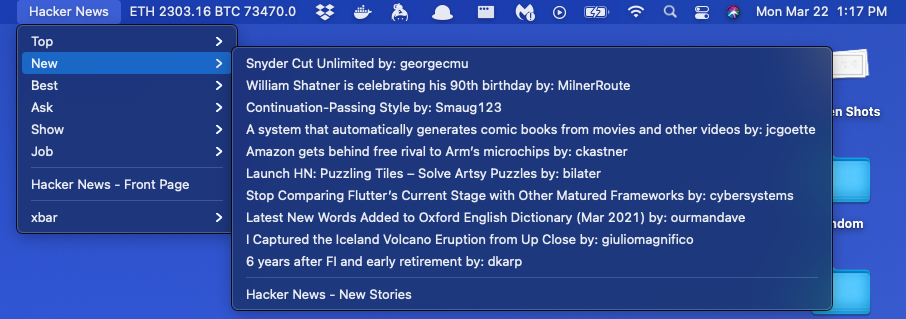 Hacker News ETH 2303.16 BTC 73470.0 Mon Mar 22 1:17 PM
Top
New
Best
Ask
Show
Job
Hacker News - Front Page
xbar
Snyder Cut Unlimited by: georgecmu
William Shatner is celebrating his 90th birthday by: MilnerRoute
Continuation-Passing Style by: Smaug123
A system that automatically generates comic books from movies and other videos by: jcgoette
Amazon gets behind free rival to Arm's microchips by: ckastner
Launch HN: Puzzling Tiles – Solve Artsy Puzzles by: bilater
Stop Comparing Flutter's Current Stage with Other Matured Frameworks by: cybersystems
Latest New Words Added to Oxford English Dictionary (Mar 2021) by: ourmandave
I Captured the Iceland Volcano Eruption from Up Close by: giuliomagnifico
6 years after FI and early retirement by: dkarp
Hacker News - New Stories
en Shots
ndom